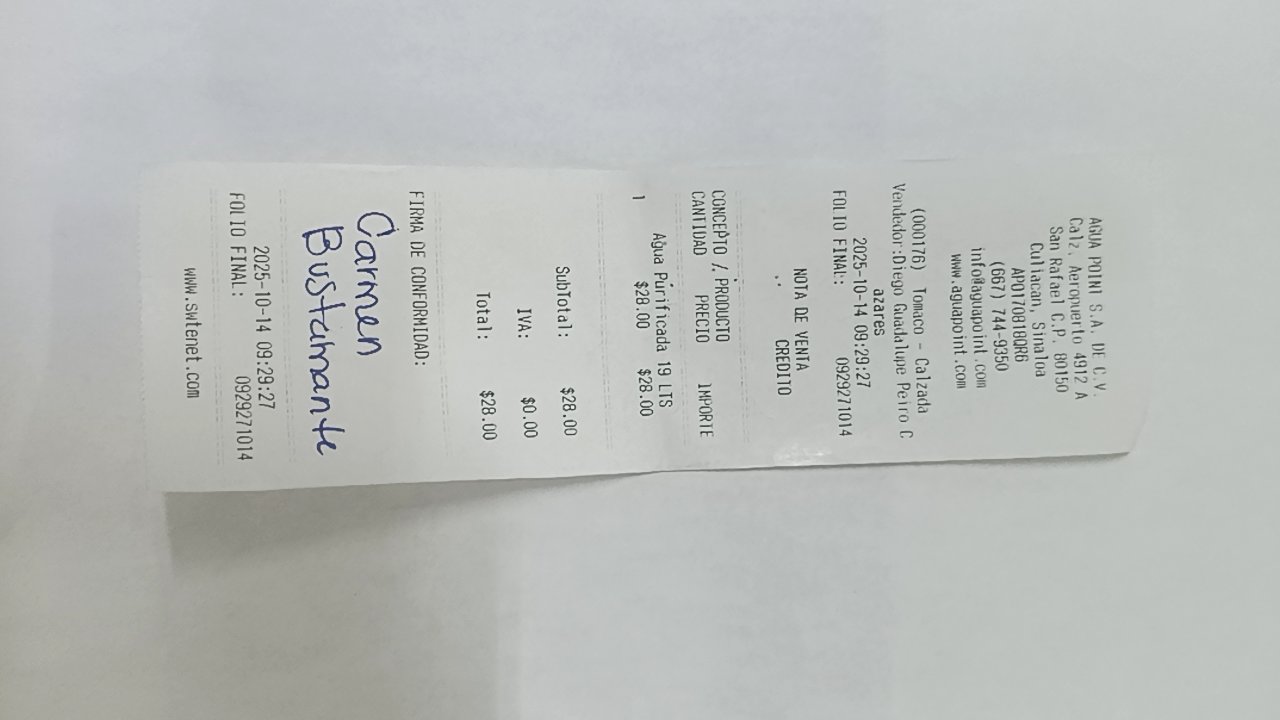 AGUA POINT S.A. DE C.V.
Calz. Aeropuerto 4912 A
San Rafael C.P. 80150
Culiacan, Sinaloa
APO170818QR6
(667) 744-9350
info@aguapoint.com
www.aguapoint.com
(000176) Tomaco - Calzada
Vendedor:Diego Guadalupe Peiro C
azares
2025-10-14 09:29:27
FOLIO FINAL: 0929271014
NOTA DE VENTA
CREDITO
CONCEPTO / PRODUCTO
CANTIDAD PRECIO IMPORTE
Agua Purificada 19 LTS
1 $28.00 $28.00
SubTotal: $28.00
IVA: $0.00
Total: $28.00
FIRMA DE CONFORMIDAD:
Carmen
Bustamante
2025-10-14 09:29:27
FOLIO FINAL: 0929271014
www.swtenet.com